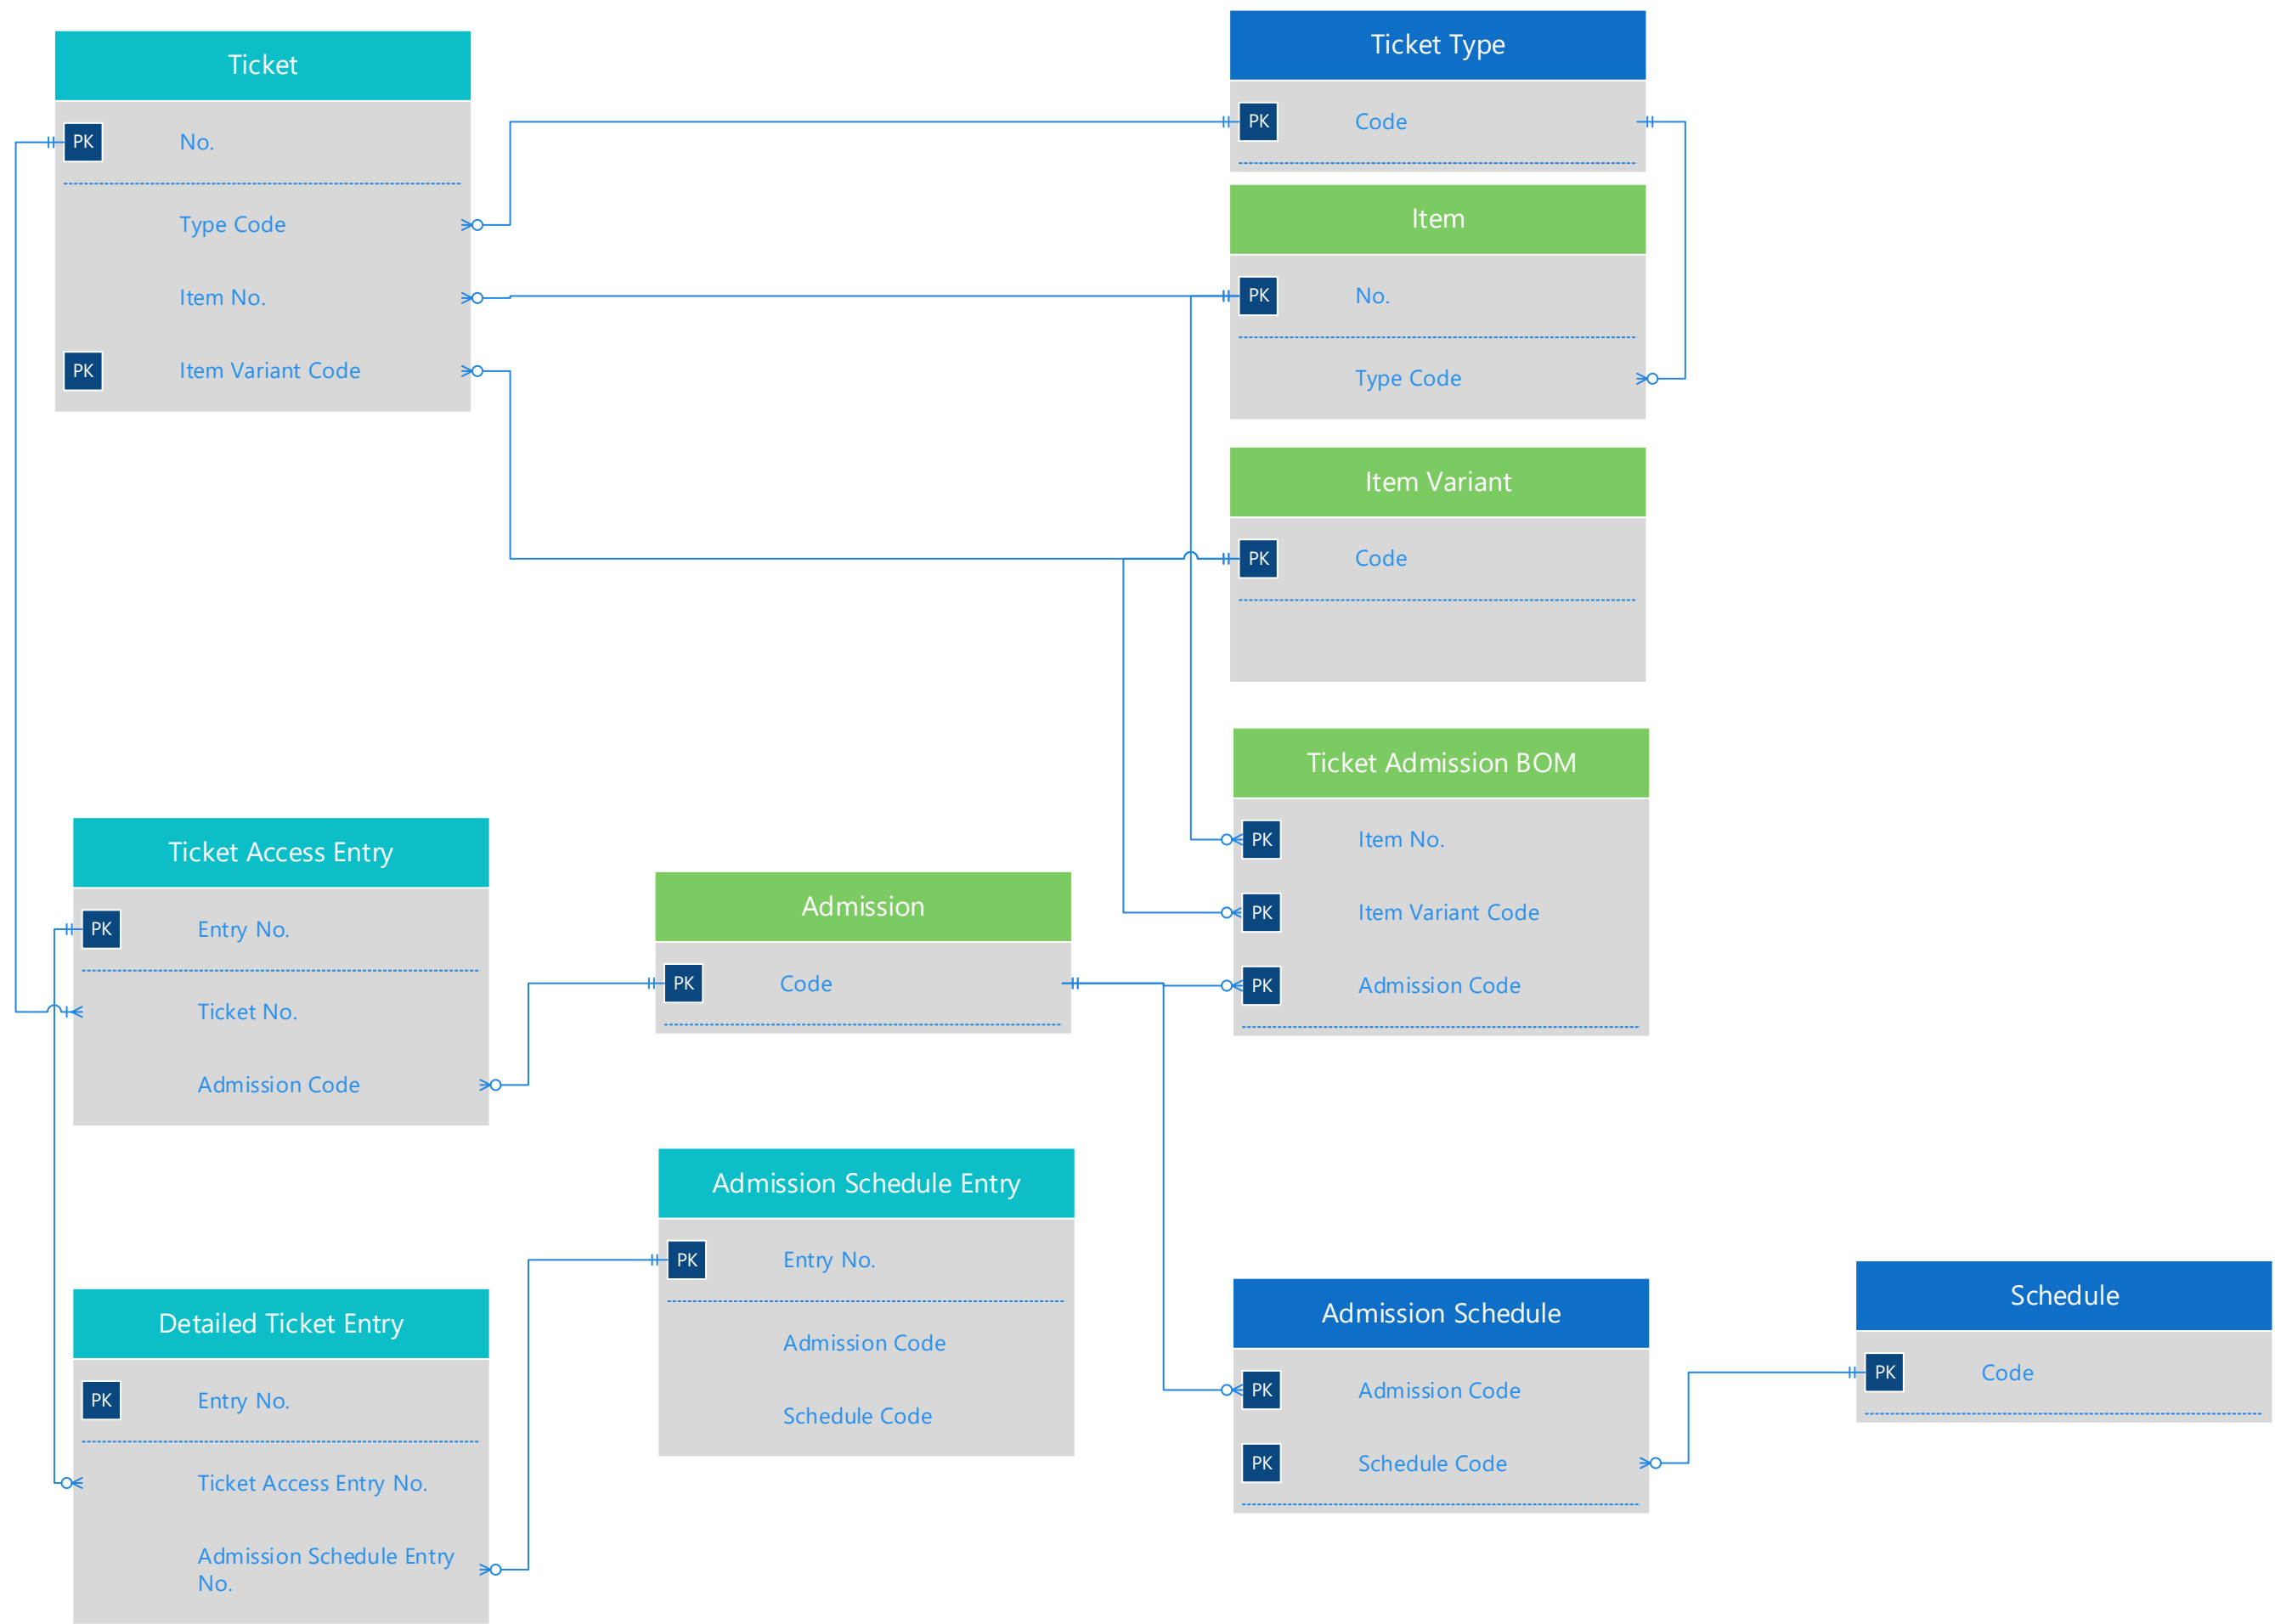 Ticket
PK No.
Type Code
Item No.
PK Item Variant Code
Ticket Type
PK Code
Item
PK No.
Type Code
Item Variant
PK Code
Ticket Admission BOM
PK Item No.
PK Item Variant Code
PK Admission Code
Ticket Access Entry
PK Entry No.
Ticket No.
Admission Code
Admission
PK Code
Admission Schedule Entry
PK Entry No.
Admission Code
Schedule Code
Detailed Ticket Entry
PK Entry No.
Ticket Access Entry No.
Admission Schedule Entry
No.
Admission Schedule
PK Admission Code
PK Schedule Code
Schedule
PK Code